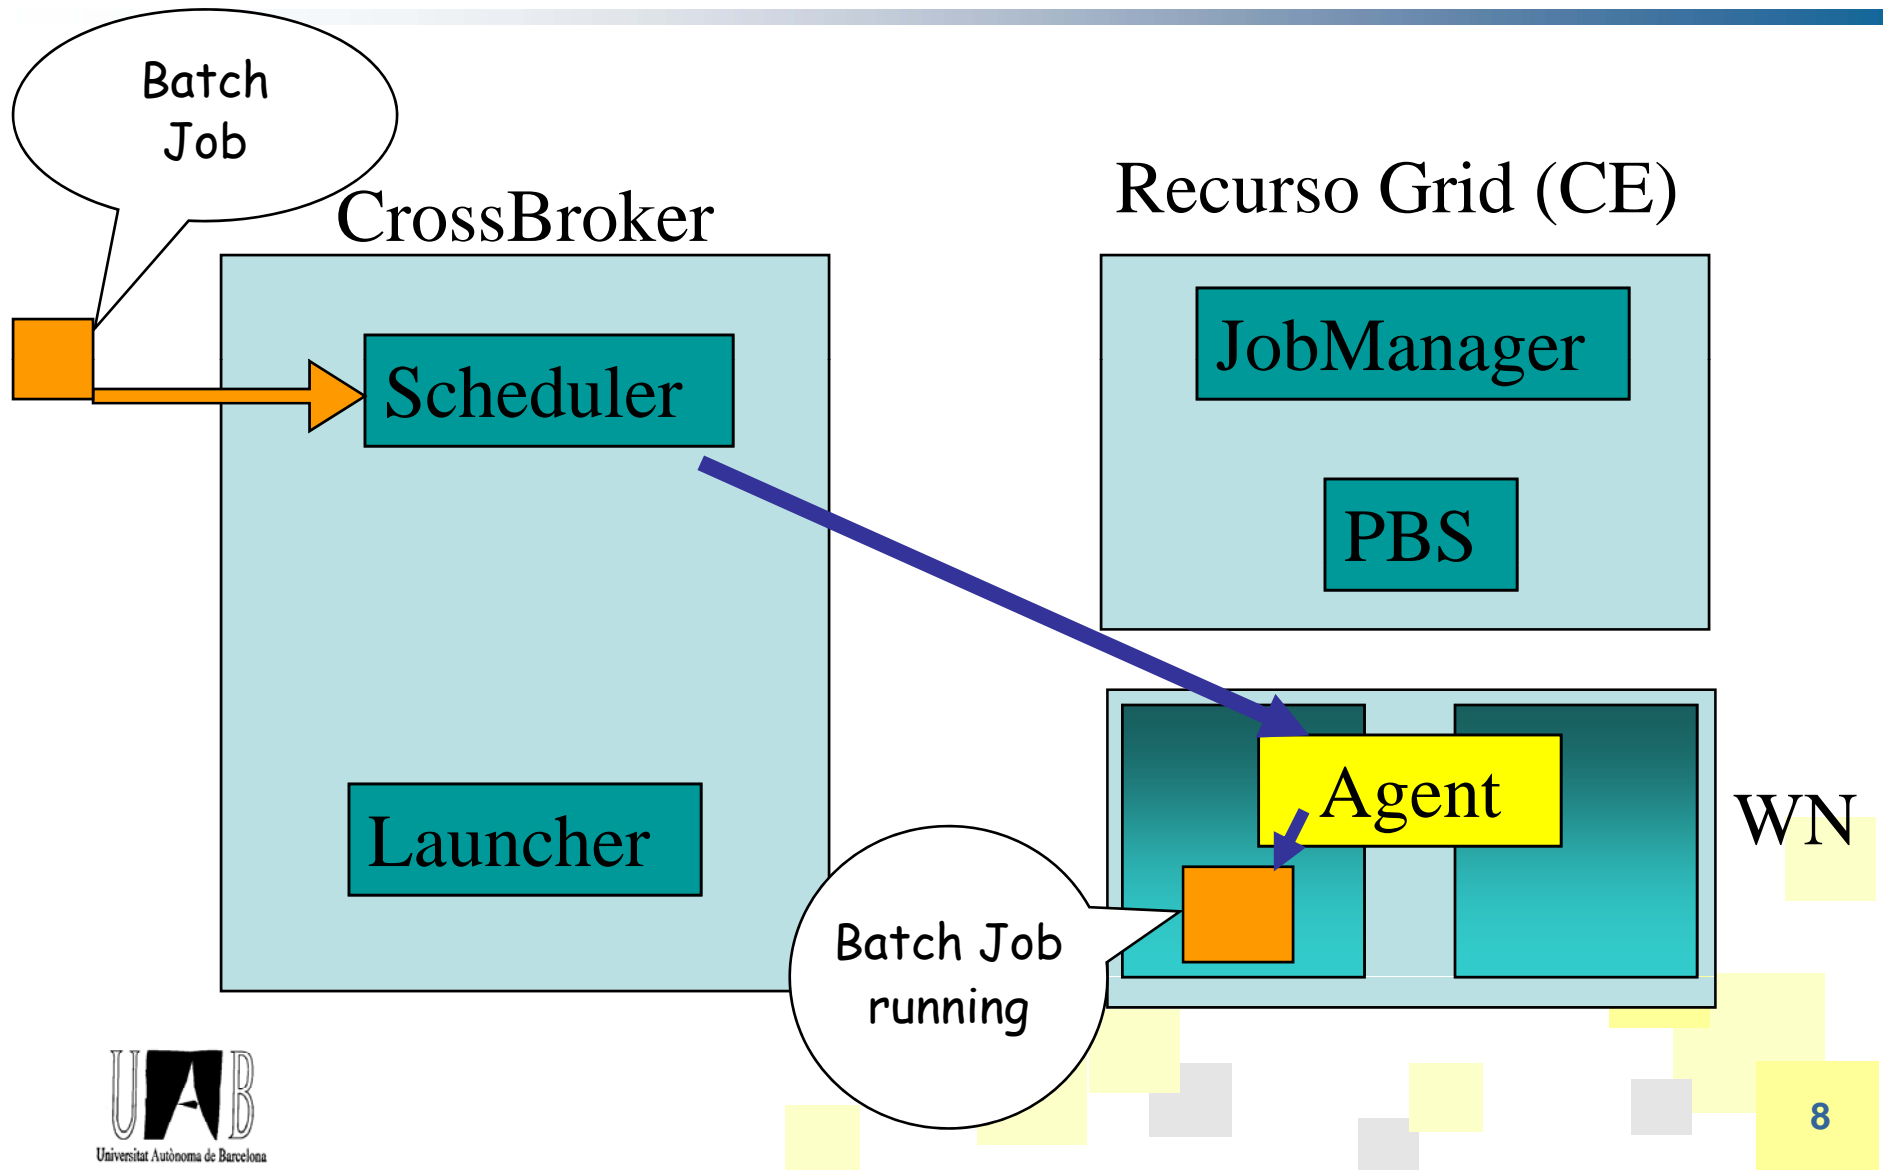 Batch
Job
CrossBroker
Recurso Grid (CE)
Scheduler
JobManager
PBS
Launcher
Agent
WN
Batch Job
running
UAB
Universitat Autònoma de Barcelona
8